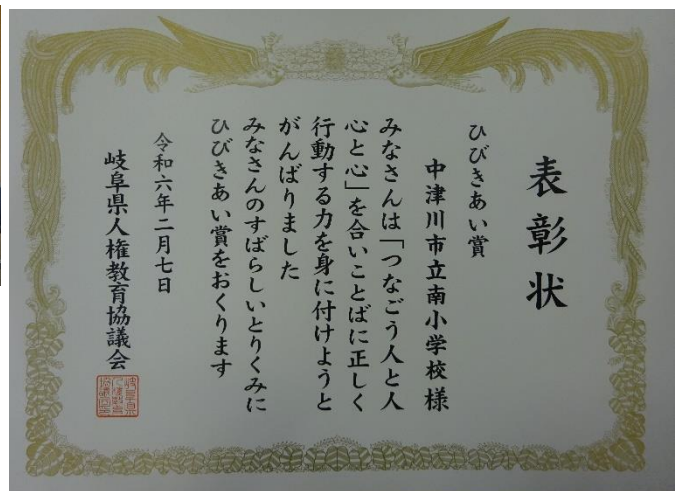 表彰状
ひびきあい賞
中津川市立南小学校様
みなさんは「つなごう人と人
心と心」を合いことばに正しく
行動する力を身に付けようと
がんばりました
みなさんのすばらしいとりくみに
ひびきあい賞をおくります
令和六年二月七日
岐阜県人権教育協議会